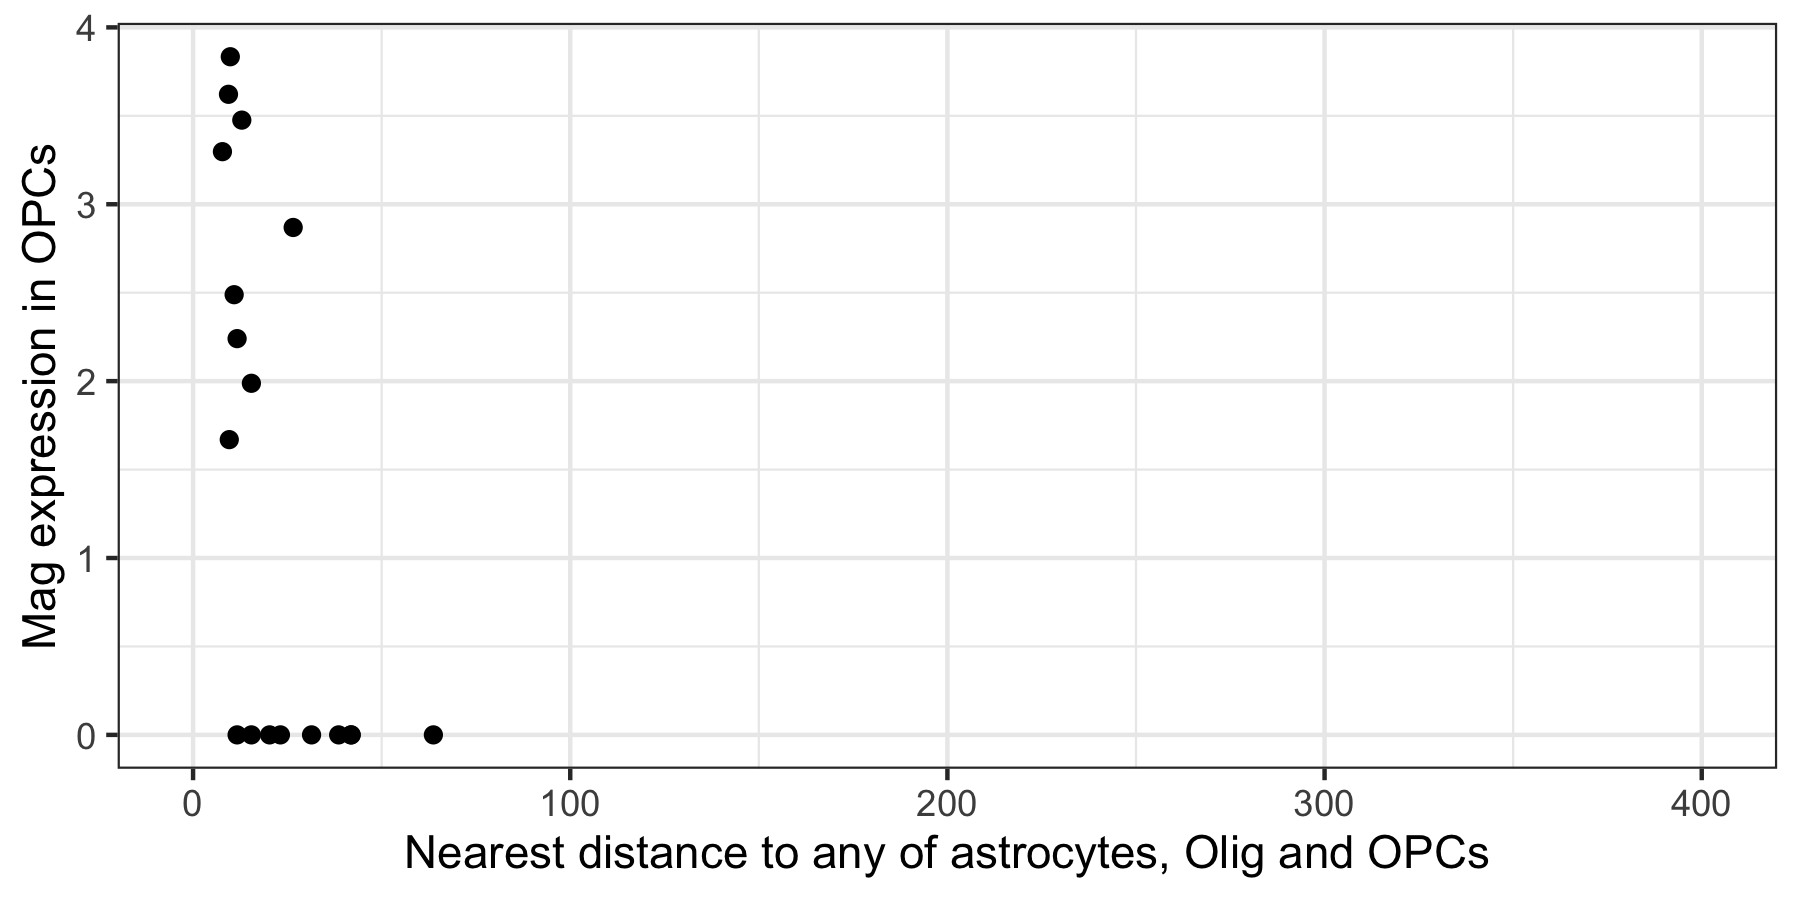 Mag expression in OPCs
4
3
2
1
0
0 100 200 300 400
Nearest distance to any of astrocytes, Olig and OPCs